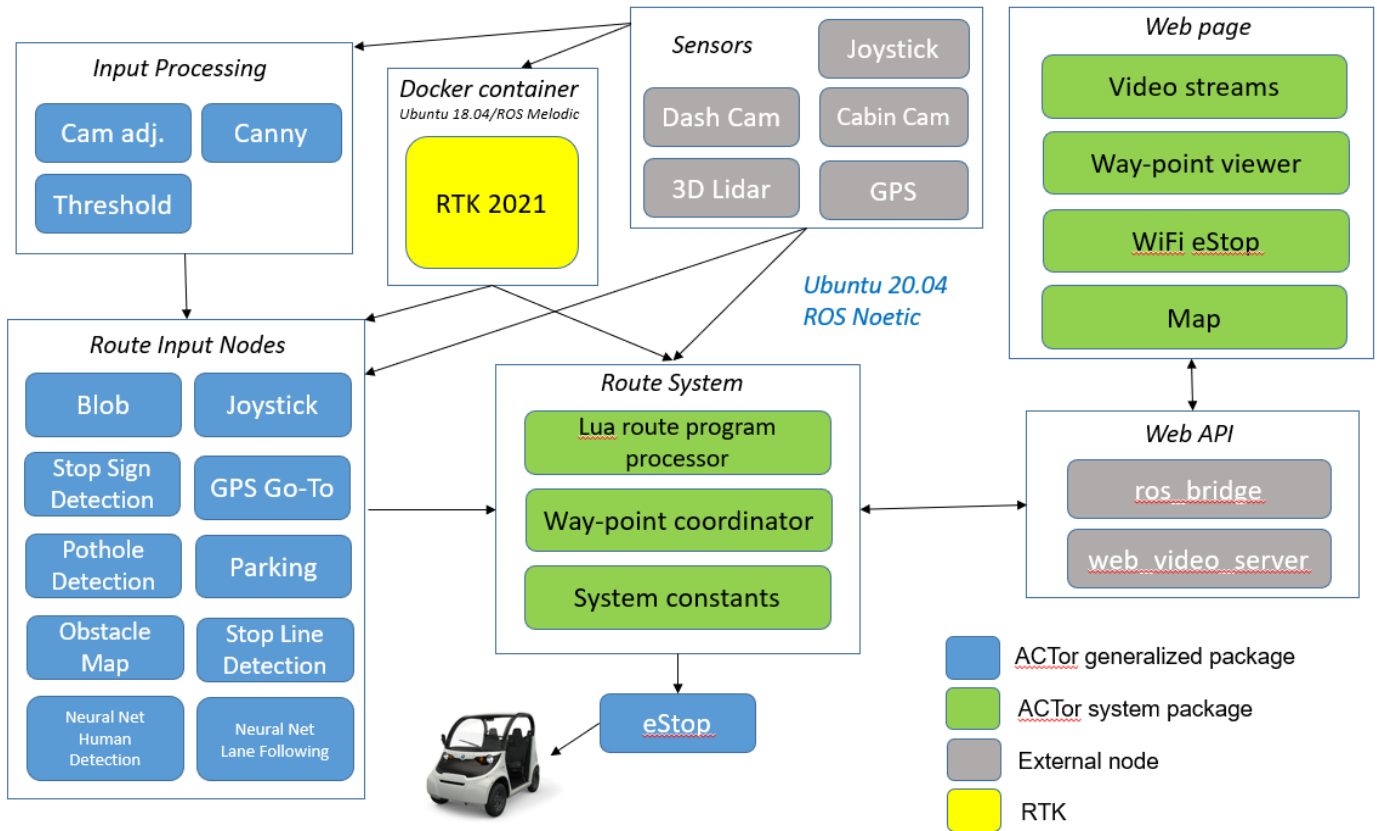 Input Processing
Cam adj.
Canny
Threshold
Docker container
Ubuntu 18.04/ROS Melodic
RTK 2021
Sensors
Joystick
Dash Cam
Cabin Cam
3D Lidar
GPS
Web page
Video streams
Way-point viewer
WiFi eStop
Map
Ubuntu 20.04
ROS Noetic
Route Input Nodes
Blob
Joystick
Stop Sign
Detection
GPS Go-To
Pothole
Detection
Parking
Obstacle
Map
Stop Line
Detection
Neural Net
Human
Detection
Neural Net
Lane Following
Route System
Lua route program
processor
Way-point coordinator
System constants
Web API
ros_bridge
web_video_server
eStop
ACTor generalized package
ACTor system package
External node
RTK